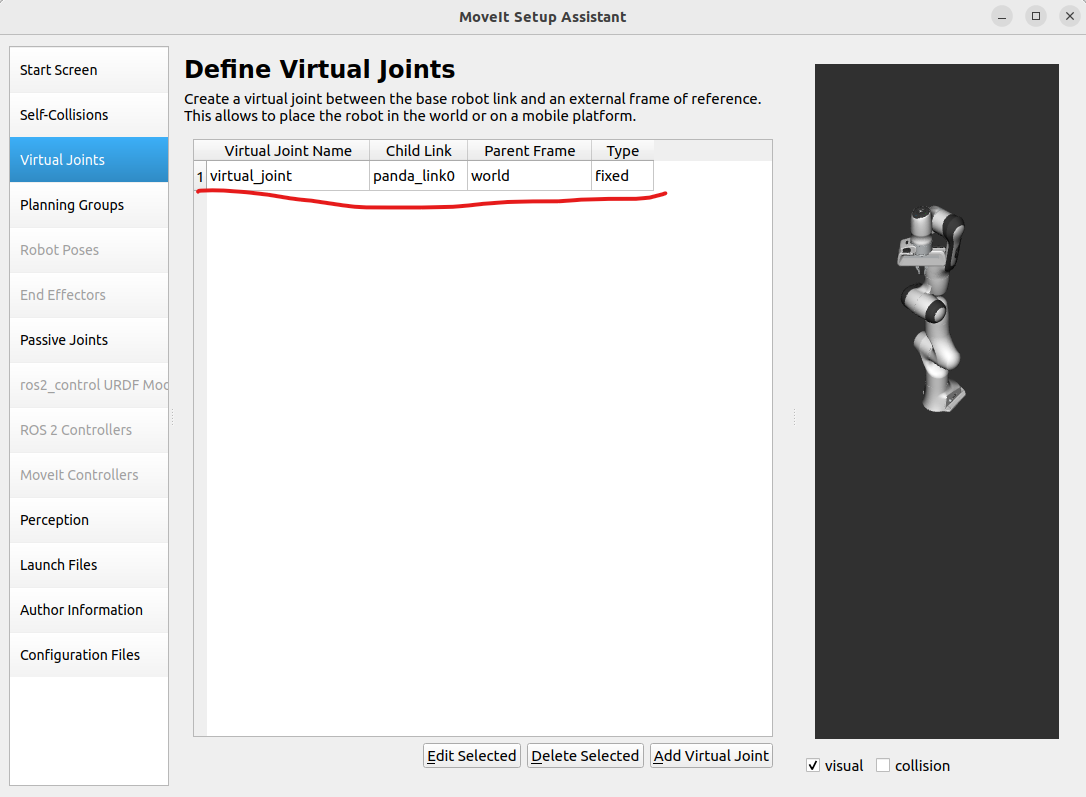 MoveIt Setup Assistant
Start Screen
Self-Collisions
Virtual Joints
Planning Groups
Robot Poses
End Effectors
Passive Joints
ros2_control URDF Mod
ROS 2 Controllers
MoveIt Controllers
Perception
Launch Files
Author Information
Configuration Files
Define Virtual Joints
Create a virtual joint between the base robot link and an external frame of reference.
This allows to place the robot in the world or on a mobile platform.
Virtual Joint Name Child Link Parent Frame Type
1 virtual_joint panda_link0 world fixed
Edit Selected Delete Selected Add Virtual Joint
visual collision